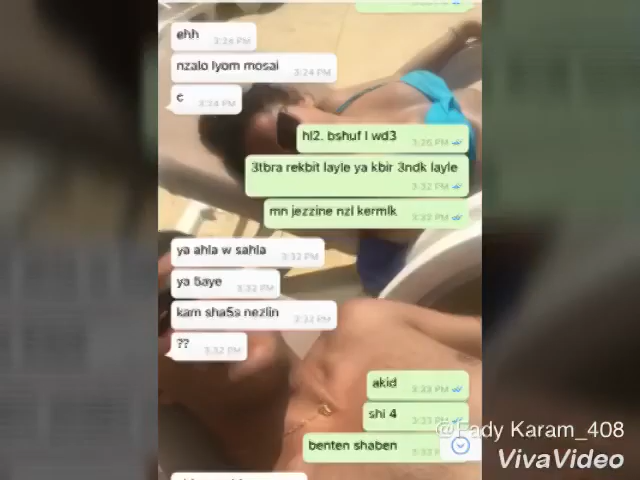 ehh
3:24 PM
nzalo lyom mosai
3:24 PM
c
3:24 PM
hl2. bshuf l wd3
3:26 PM
3tbra rekbit layle ya kbir 3ndk layle
3:32 PM
mn jezzine nzl kermlk
3:32 PM
ya ahla w sahla
3:32 PM
ya 5aye
3:32 PM
kam sha5s nezlin
3:32 PM
??
3:32 PM
akid
3:33 PM
shi 4
3:33 PM
benten shaben
3:33
@Fady Karam_408
VivaVideo